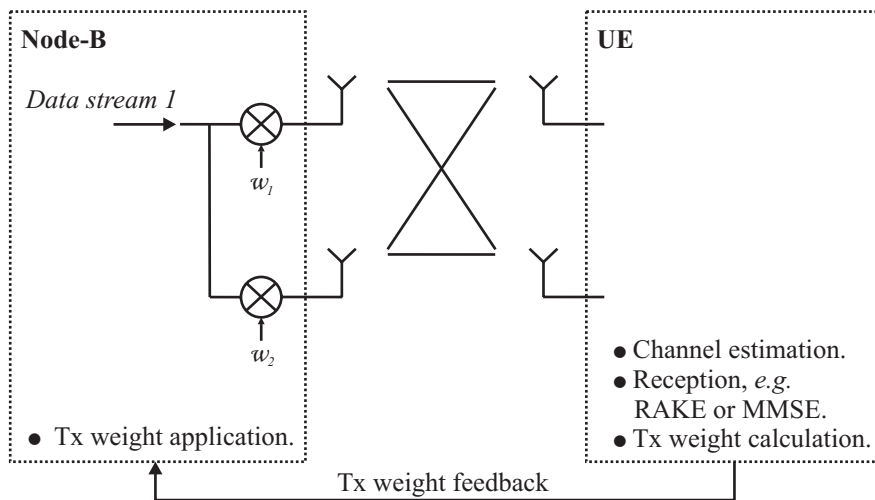 Node-B
UE
Data stream 1
w1
w2
● Channel estimation.
● Reception, e.g.
RAKE or MMSE.
● Tx weight calculation.
● Tx weight application.
Tx weight feedback